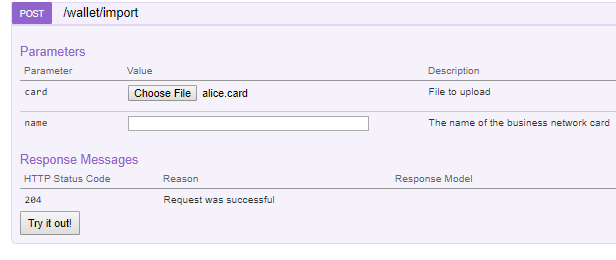 POST /wallet/import
Parameters
Parameter Value Description
card Choose File alice.card File to upload
name The name of the business network card
Response Messages
HTTP Status Code Reason Response Model
204 Request was successful
Try it out!